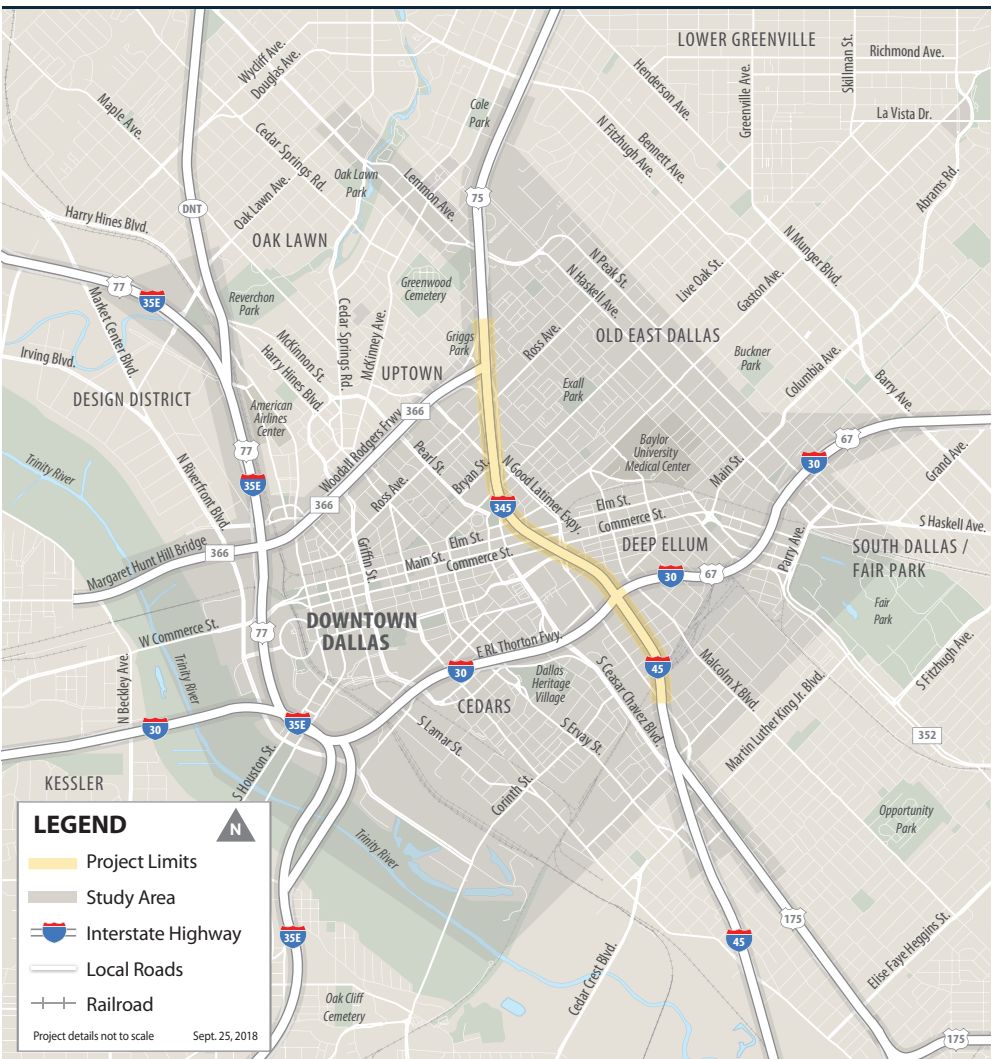 LOWER GREENVILLE
Skillman St.
Richmond Ave.
Wycliff Ave.
Douglas Ave.
Henderson Ave.
Greenville Ave.
La Vista Dr.
Maple Ave.
Cole
Park
Cedar Springs Rd.
N Fitzhugh Ave.
Bennett Ave.
Oak Lawn
Park
Lemmon Ave.
Abrams Rd.
Oak Lawn Ave.
75
DNT
Harry Hines Blvd.
OAK LAWN
N Munger Blvd.
N Peak St.
N Haskell Ave.
Live Oak St.
Gaston Ave.
77
35E
Greenwood
Cemetery
Reverchon
Park
Market Center Blvd.
Cedar Springs Rd.
McKinney Ave.
Griggs
Park
Ross Ave.
OLD EAST DALLAS
Irving Blvd.
McKinnon St.
Harry Hines Blvd.
UPTOWN
Buckner
Park
Columbia Ave.
Barry Ave.
Exall
Park
DESIGN DISTRICT
American
Airlines
Center
366
Woodall Rodgers Frwy
67
Baylor
University
Medical Center
Main St.
Grand Ave.
77
Pearl St.
Bryan St.
N Good Latimer Expy.
30
Trinity River
N Riverfront Blvd.
35E
Ross Ave.
366
345
Elm St.
Commerce St.
S Haskell Ave.
Margaret Hunt Hill Bridge
366
Griffin St.
Elm St.
Main St.
Commerce St.
DEEP ELLUM
Parry Ave.
SOUTH DALLAS /
FAIR PARK
30
67
Fair
Park
DOWNTOWN
DALLAS
W Commerce St.
77
E RL Thorton Fwy.
S Fitzhugh Ave.
N Beckley Ave.
Trinity River
30
Dallas
Heritage
Village
S Ceasar Chavez Blvd.
45
Malcolm X Blvd.
Martin Luther King Jr. Blvd.
CEDARS
30
35E
S Lamar St.
S Ervay St.
352
S Houston St.
KESSLER
Corinth St.
Opportunity
Park
Trinity River
LEGEND
N
Project Limits
Study Area
35E
Interstate Highway
Local Roads
Railroad
Project details not to scale
Sept. 25, 2018
35E
Oak Cliff
Cemetery
Cedar Crest Blvd.
45
175
Elise Faye Heggins St.
175